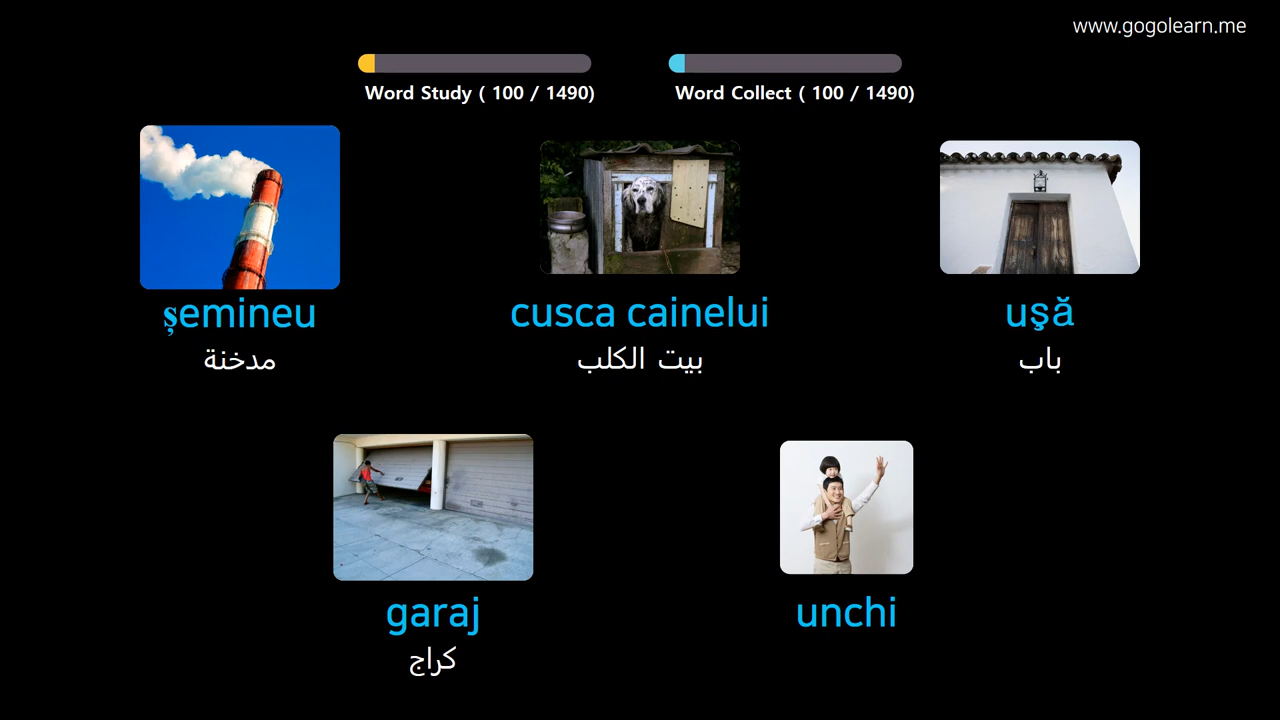 www.gogolearn.me
Word Study ( 100 / 1490)
Word Collect ( 100 / 1490)
șemineu
مدخنة
cusca cainelui
بيت الكلب
uşă
باب
garaj
كراج
unchi